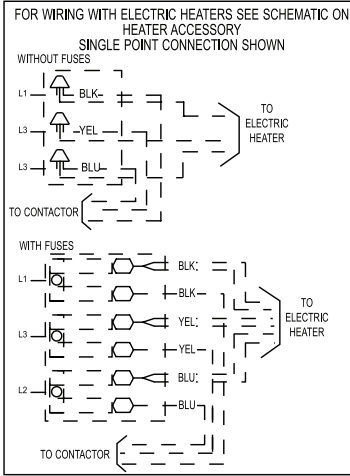 FOR WIRING WITH ELECTRIC HEATERS SEE SCHEMATIC ON
HEATER ACCESSORY
SINGLE POINT CONNECTION SHOWN
WITHOUT FUSES
L1
BLK
L3
YEL
L3
BLU
TO
ELECTRIC
HEATER
TO CONTACTOR
WITH FUSES
BLK
L1
BLK
YEL
L3
YEL
BLU
L2
BLU
TO
ELECTRIC
HEATER
TO CONTACTOR